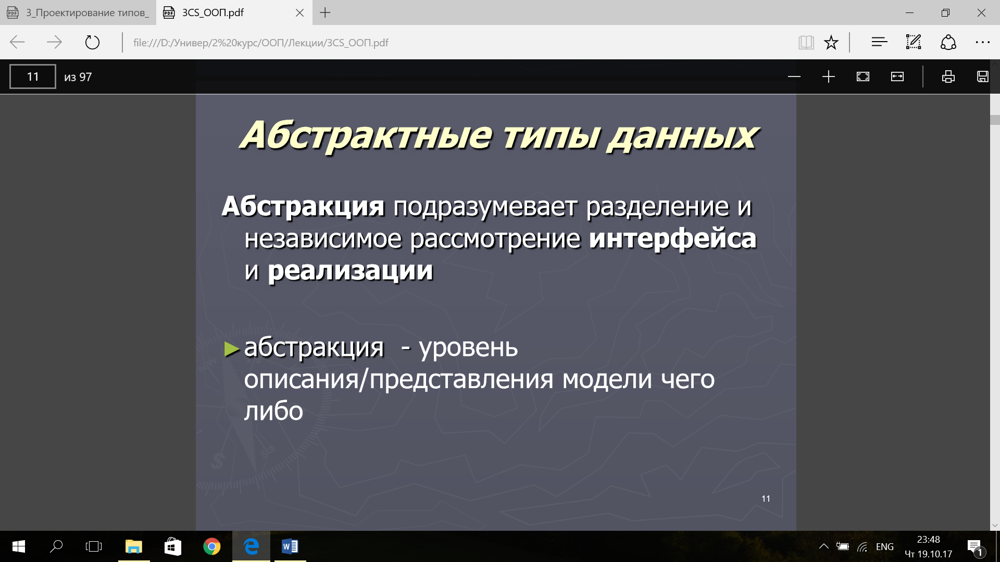 3_Проектирование типов_
3CS_ООП.pdf
file:///D:/Универ/2%20курс/ООП/Лекции/3CS_ООП.pdf
11 из 97
Абстрактные типы данных
Абстракция подразумевает разделение и
независимое рассмотрение интерфейса
и реализации
абстракция - уровень
описания/представления модели чего
либо
11
ENG
23:48
Чт 19.10.17
1